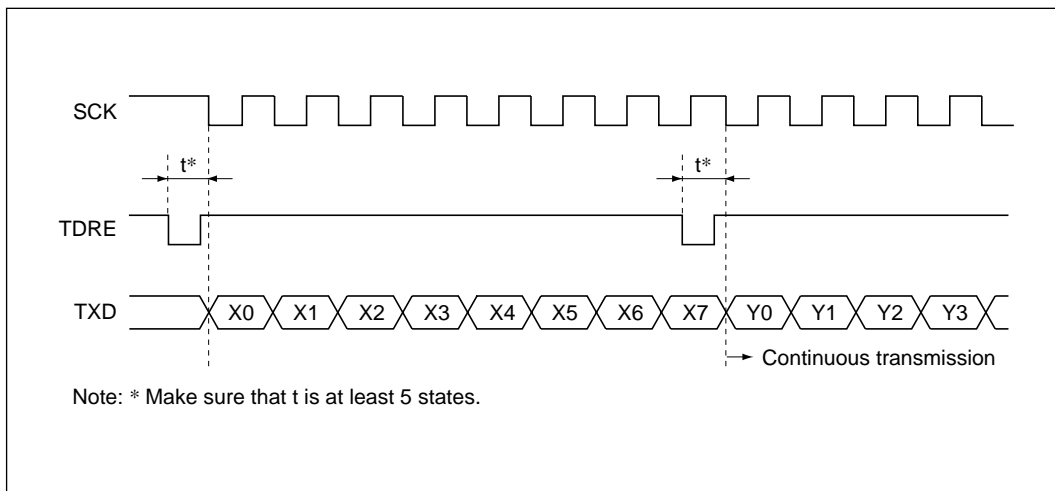 SCK
t* t*
TDRE
TXD X0 X1 X2 X3 X4 X5 X6 X7 Y0 Y1 Y2 Y3
Continuous transmission
Note: * Make sure that t is at least 5 states.